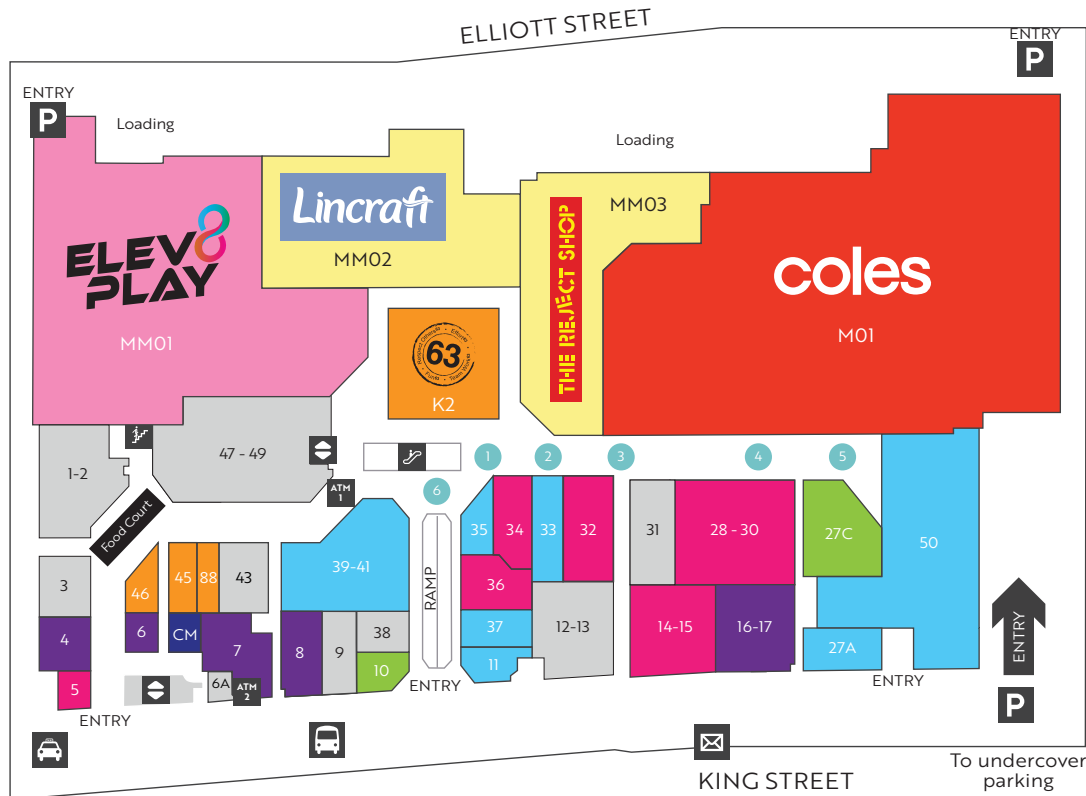 ELLIOTT STREET
ENTRY
P
ENTRY
P
Loading
Loading
ELEV8
PLAY
MM01
Lincraft
MM02
MM03
THE REJECT SHOP
coles
M01
63
K2
1-2
47 - 49
ATM
1
Food Court
1
2
3
4
5
6
35
34
33
32
31
28 - 30
27C
50
3
46
45
88
43
39-41
RAMP
36
4
6
CM
7
8
9
38
10
37
11
12-13
14-15
16-17
27A
5
6A
ATM
2
ENTRY
ENTRY
ENTRY
ENTRY
P
KING STREET
To undercover
parking